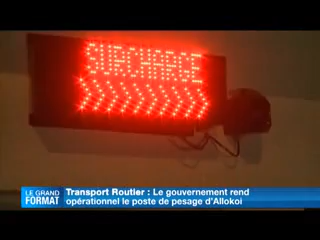 SURCHARGE
>>>>>>>>
LE GRAND
FORMAT
Transport Routier : Le gouvernement rend
opérationnel le poste de pesage d'Allokoi